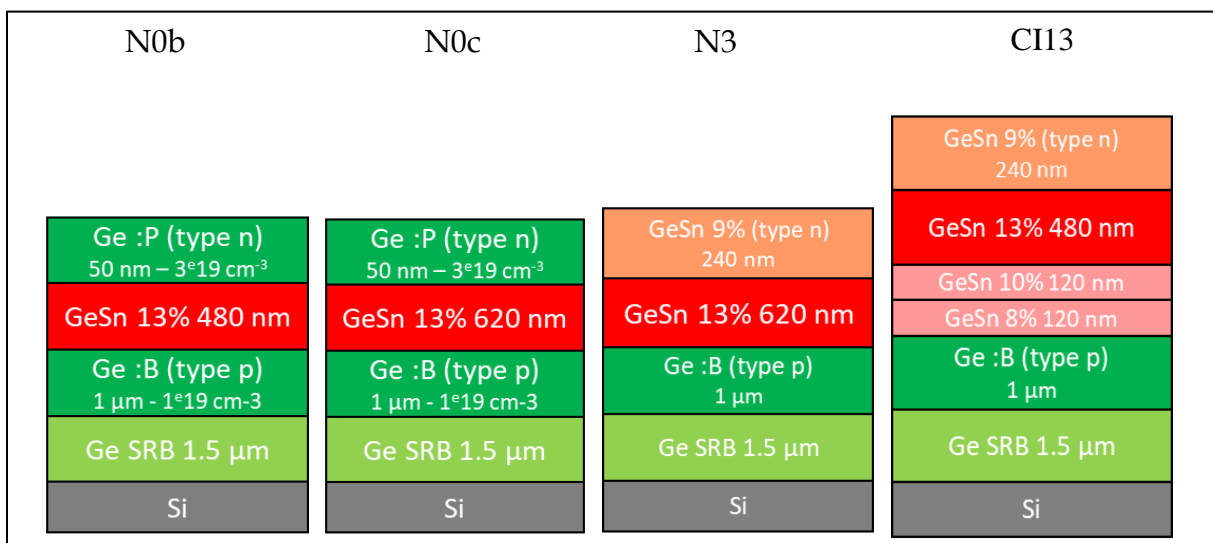 N0b
N0c
N3
CI13
Ge :P (type n)
50 nm – 3ᵉ19 cm⁻³
GeSn 13% 480 nm
Ge :B (type p)
1 µm - 1ᵉ19 cm-3
Ge SRB 1.5 µm
Si
Ge :P (type n)
50 nm – 3ᵉ19 cm⁻³
GeSn 13% 620 nm
Ge :B (type p)
1 µm - 1ᵉ19 cm-3
Ge SRB 1.5 µm
Si
GeSn 9% (type n)
240 nm
GeSn 13% 620 nm
Ge :B (type p)
1 µm
Ge SRB 1.5 µm
Si
GeSn 9% (type n)
240 nm
GeSn 13% 480 nm
GeSn 10% 120 nm
GeSn 8% 120 nm
Ge :B (type p)
1 µm
Ge SRB 1.5 µm
Si